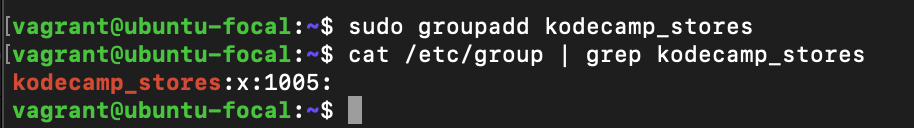 [vagrant@ubuntu-focal:~$ sudo groupadd kodecamp_stores
[vagrant@ubuntu-focal:~$ cat /etc/group | grep kodecamp_stores
kodecamp_stores:x:1005:
vagrant@ubuntu-focal:~$